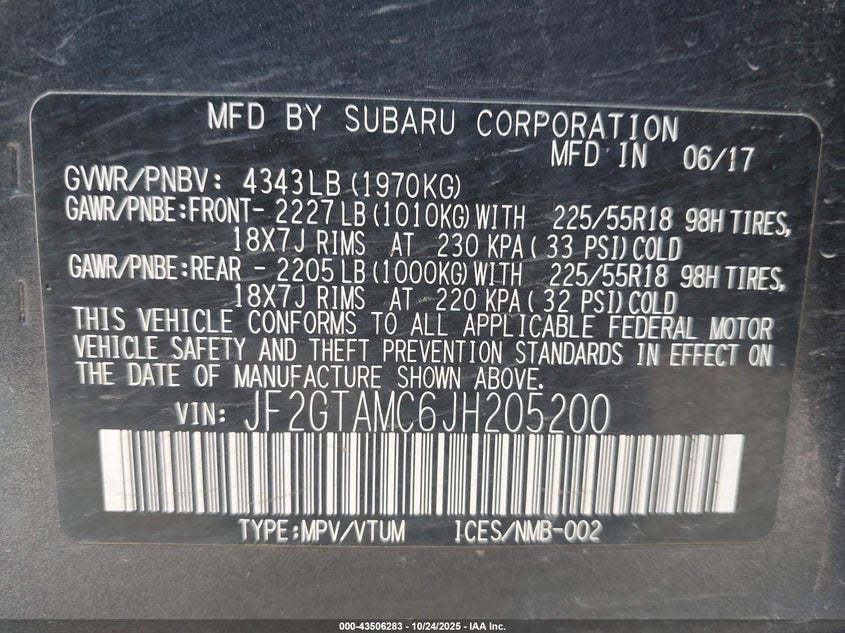 MFD BY SUBARU CORPORATION
MFD IN 06/17
GVWR/PNBV: 4343LB (1970KG)
GAWR/PNBE:FRONT- 2227LB (1010KG) WITH 225/55R18 98H TIRES,
18X7J RIMS AT 230 KPA ( 33 PSI) COLD
GAWR/PNBE:REAR - 2205LB (1000KG) WITH 225/55R18 98H TIRES,
18X7J RIMS AT 220 KPA ( 32 PSI) COLD
THIS VEHICLE CONFORMS TO ALL APPLICABLE FEDERAL MOTOR
VEHICLE SAFETY AND THEFT PREVENTION STANDARDS IN EFFECT ON
THE DATE OF MANUFACTURE SHOWN ABOVE.
VIN: JF2GTAMC6JH205200
TYPE:MPV/VTUM ICES/NMB-002
000-43506283 - 10/24/2025 - IAA Inc.